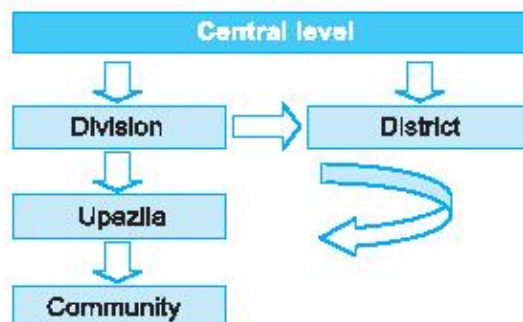 Central level
Division
District
Upazila
Community